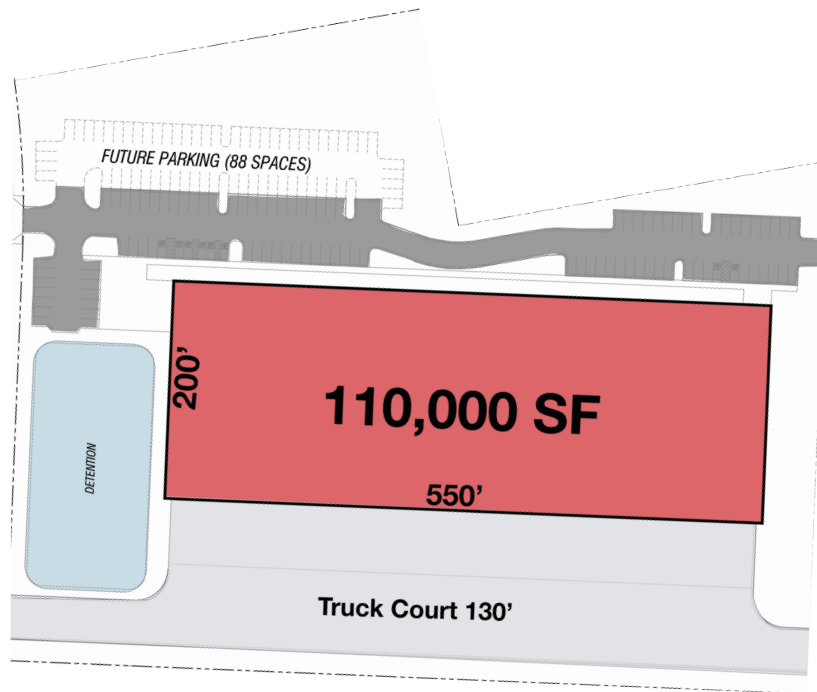 FUTURE PARKING (88 SPACES)
200’
110,000 SF
550’
DETENTION
Truck Court 130’